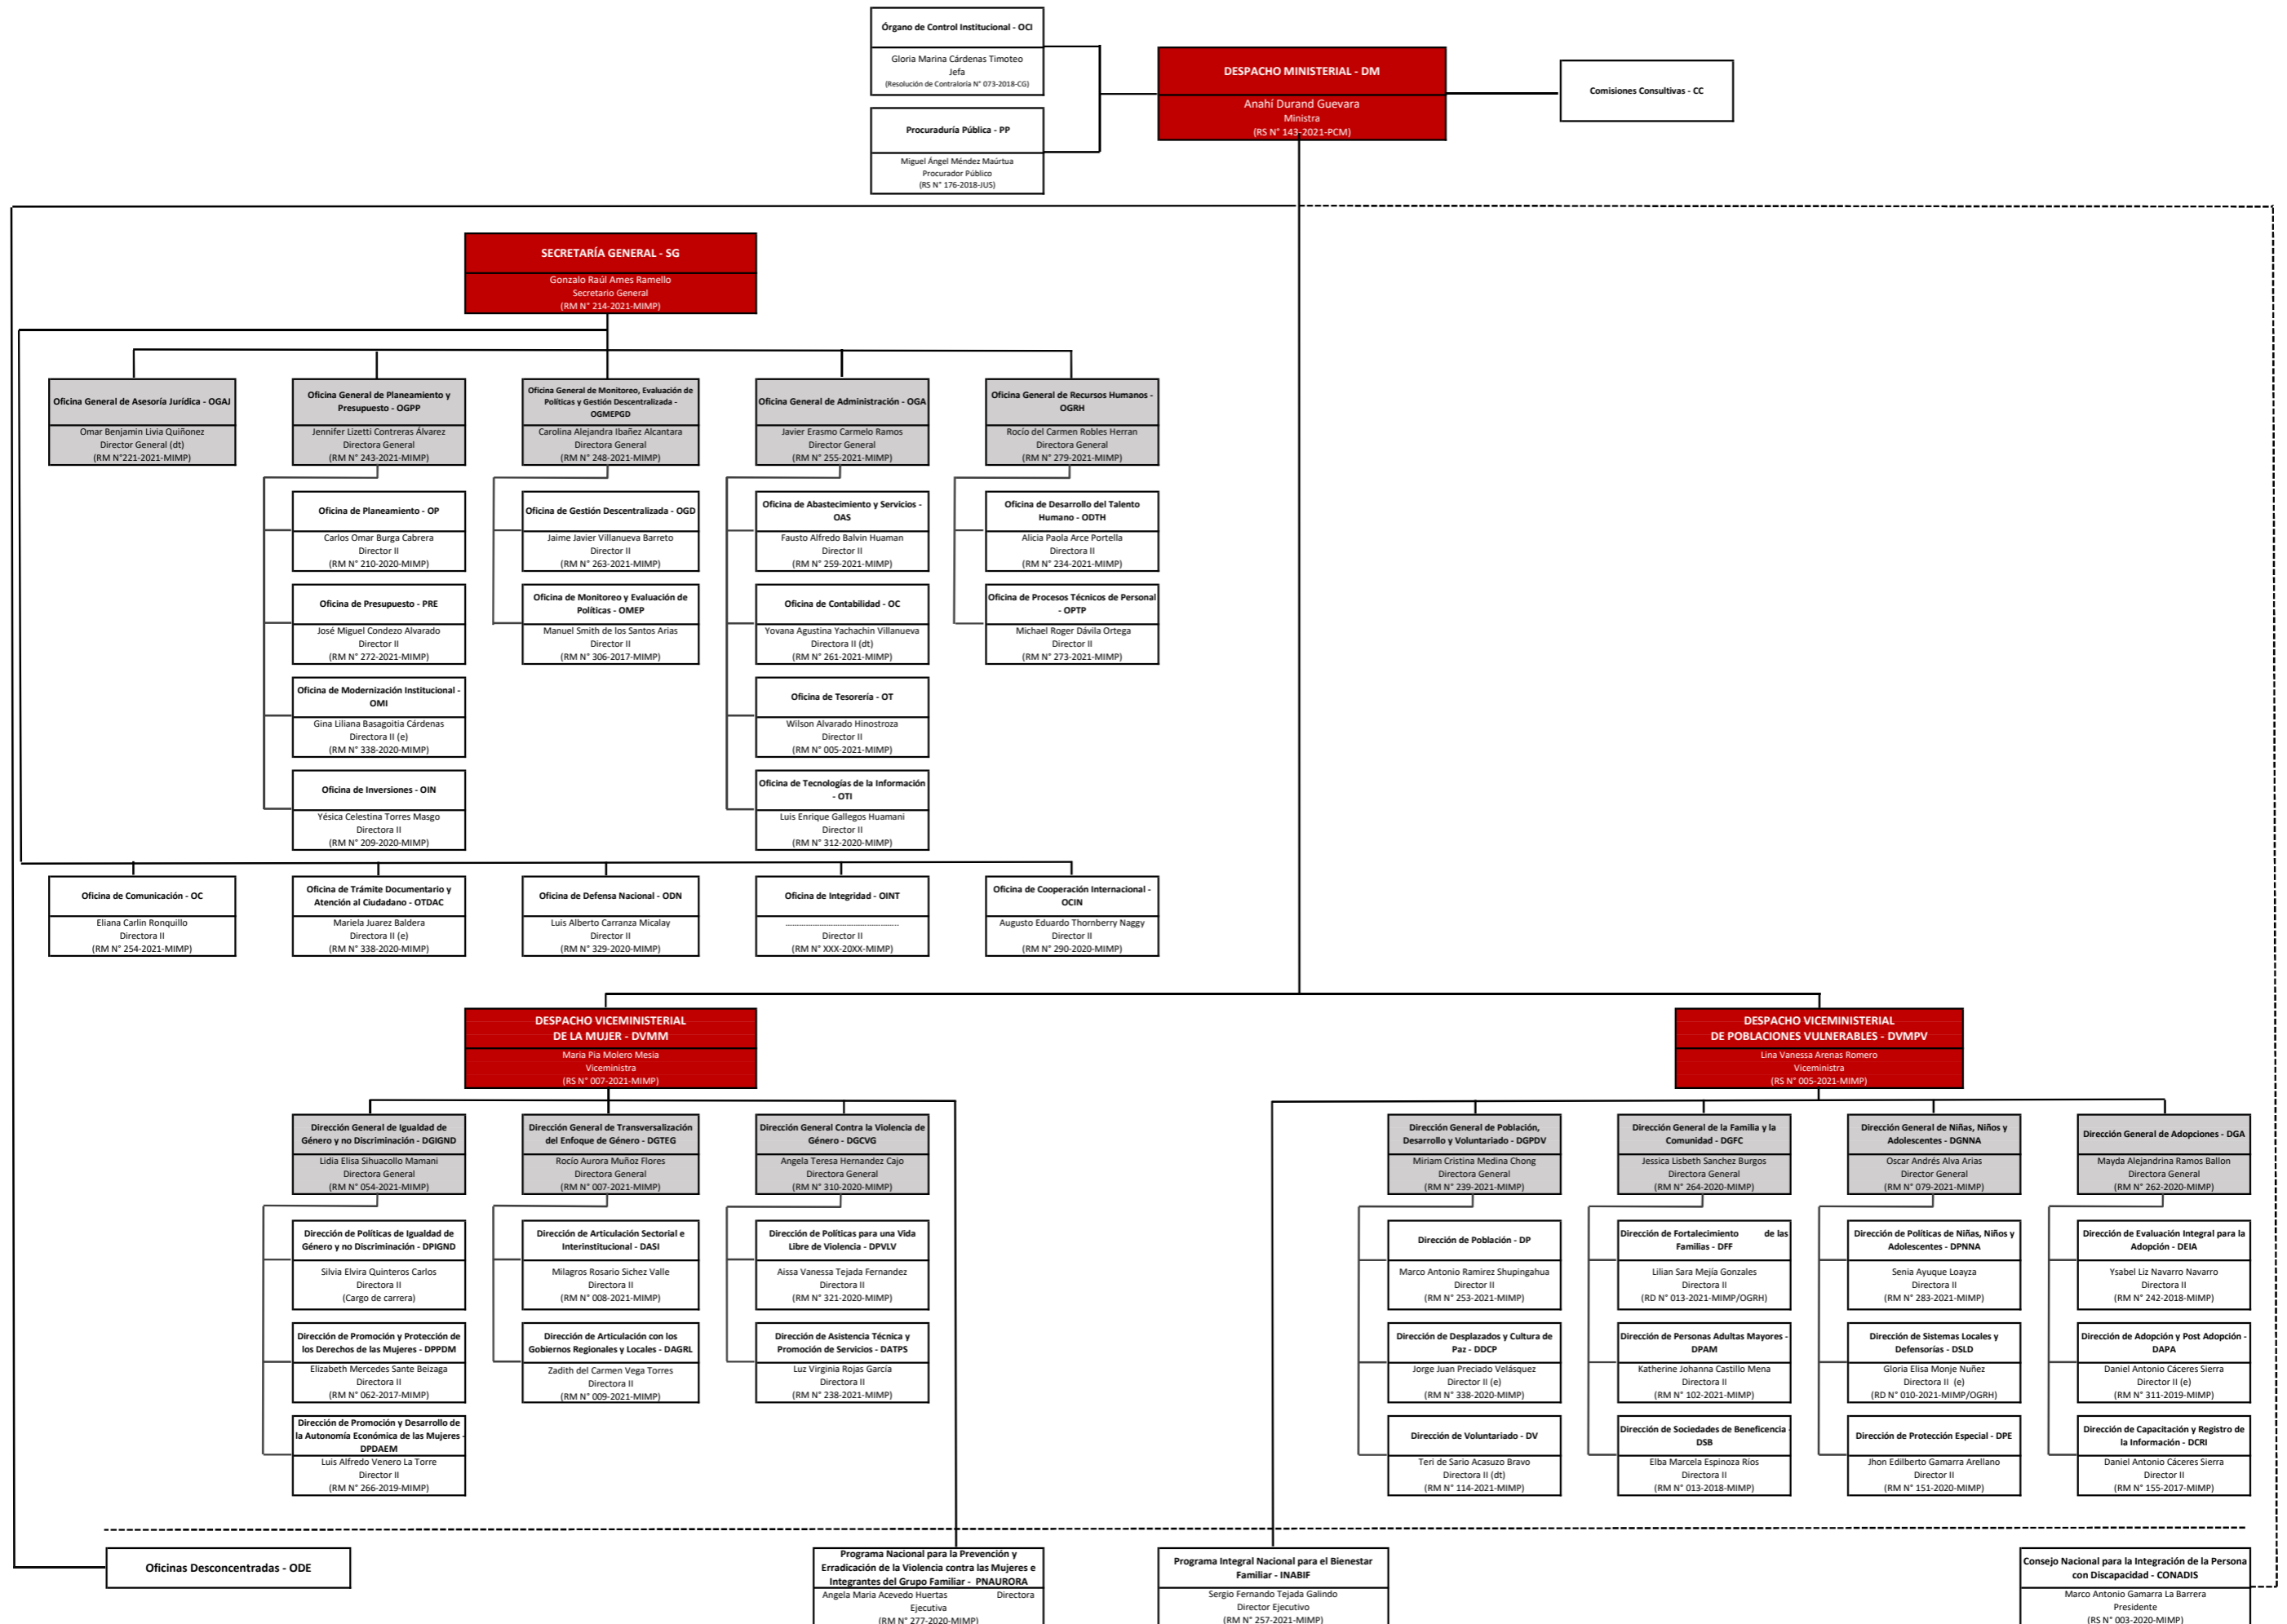 Órgano de Control Institucional - OCI
Gloria Marina Cárdenas Timoteo
Jefa
(Resolución de Contraloría N° 073-2018-CG)
Procuraduría Pública - PP
Miguel Ángel Méndez Maúrtua
Procurador Público
(RS N° 176-2018-JUS)
DESPACHO MINISTERIAL - DM
Anahí Durand Guevara
Ministra
(RS N° 143-2021-PCM)
Comisiones Consultivas - CC
SECRETARÍA GENERAL - SG
Gonzalo Raúl Ames Ramello
Secretario General
(RM N° 214-2021-MIMP)
Oficina General de Asesoría Jurídica - OGAJ
Omar Benjamin Livia Quiñonez
Director General (dt)
(RM N°221-2021-MIMP)
Oficina General de Planeamiento y
Presupuesto - OGPP
Jennifer Lizetti Contreras Álvarez
Directora General
(RM N° 243-2021-MIMP)
Oficina General de Monitoreo, Evaluación de
Políticas y Gestión Descentralizada -
OGMEPGD
Carolina Alejandra Ibañez Alcantara
Directora General
(RM N° 248-2021-MIMP)
Oficina General de Administración - OGA
Javier Erasmo Carmelo Ramos
Director General
(RM N° 255-2021-MIMP)
Oficina General de Recursos Humanos -
OGRH
Rocío del Carmen Robles Herran
Directora General
(RM N° 279-2021-MIMP)
Oficina de Planeamiento - OP
Carlos Omar Burga Cabrera
Director II
(RM N° 210-2020-MIMP)
Oficina de Gestión Descentralizada - OGD
Jaime Javier Villanueva Barreto
Director II
(RM N° 263-2021-MIMP)
Oficina de Abastecimiento y Servicios -
OAS
Fausto Alfredo Balvin Huaman
Director II
(RM N° 259-2021-MIMP)
Oficina de Desarrollo del Talento
Humano - ODTH
Alicia Paola Arce Portella
Directora II
(RM N° 234-2021-MIMP)
Oficina de Presupuesto - PRE
José Miguel Condezo Alvarado
Director II
(RM N° 272-2021-MIMP)
Oficina de Monitoreo y Evaluación de
Políticas - OMEP
Manuel Smith de los Santos Arias
Director II
(RM N° 306-2017-MIMP)
Oficina de Contabilidad - OC
Yovana Agustina Yachachin Villanueva
Directora II (dt)
(RM N° 261-2021-MIMP)
Oficina de Procesos Técnicos de Personal
- OPTP
Michael Roger Dávila Ortega
Director II
(RM N° 273-2021-MIMP)
Oficina de Modernización Institucional -
OMI
Gina Liliana Basagoitia Cárdenas
Directora II (e)
(RM N° 338-2020-MIMP)
Oficina de Tesorería - OT
Wilson Alvarado Hinostroza
Director II
(RM N° 005-2021-MIMP)
Oficina de Inversiones - OIN
Yésica Celestina Torres Masgo
Directora II
(RM N° 209-2020-MIMP)
Oficina de Tecnologías de la Información
- OTI
Luis Enrique Gallegos Huamani
Director II
(RM N° 312-2020-MIMP)
Oficina de Comunicación - OC
Eliana Carlin Ronquillo
Directora II
(RM N° 254-2021-MIMP)
Oficina de Trámite Documentario y
Atención al Ciudadano - OTDAC
Mariela Juarez Baldera
Directora II (e)
(RM N° 338-2020-MIMP)
Oficina de Defensa Nacional - ODN
Luis Alberto Carranza Micalay
Director II
(RM N° 329-2020-MIMP)
Oficina de Integridad - OINT
................................................
Director II
(RM N° XXX-20XX-MIMP)
Oficina de Cooperación Internacional -
OCIN
Augusto Eduardo Thornberry Naggy
Director II
(RM N° 290-2020-MIMP)
DESPACHO VICEMINISTERIAL
DE LA MUJER - DVMM
Maria Pia Molero Mesia
Viceministra
(RS N° 007-2021-MIMP)
DESPACHO VICEMINISTERIAL
DE POBLACIONES VULNERABLES - DVMPV
Lina Vanessa Arenas Romero
Viceministra
(RS N° 005-2021-MIMP)
Dirección General de Igualdad de
Género y no Discriminación - DGIGND
Lidia Elisa Sihuacollo Mamani
Directora General
(RM N° 054-2021-MIMP)
Dirección General de Transversalización
del Enfoque de Género - DGTEG
Rocío Aurora Muñoz Flores
Directora General
(RM N° 007-2021-MIMP)
Dirección General Contra la Violencia de
Género - DGCVG
Angela Teresa Hernandez Cajo
Directora General
(RM N° 310-2020-MIMP)
Dirección General de Población,
Desarrollo y Voluntariado - DGPDV
Miriam Cristina Medina Chong
Directora General
(RM N° 239-2021-MIMP)
Dirección General de la Familia y la
Comunidad - DGFC
Jessica Lisbeth Sanchez Burgos
Directora General
(RM N° 264-2020-MIMP)
Dirección General de Niñas, Niños y
Adolescentes - DGNNA
Oscar Andrés Alva Arias
Director General
(RM N° 079-2021-MIMP)
Dirección General de Adopciones - DGA
Mayda Alejandrina Ramos Ballon
Directora General
(RM N° 262-2020-MIMP)
Dirección de Políticas de Igualdad de
Género y no Discriminación - DPIGND
Silvia Elvira Quinteros Carlos
Directora II
(Cargo de carrera)
Dirección de Articulación Sectorial e
Interinstitucional - DASI
Milagros Rosario Sichez Valle
Directora II
(RM N° 008-2021-MIMP)
Dirección de Políticas para una Vida
Libre de Violencia - DPVLV
Aissa Vanessa Tejada Fernandez
Directora II
(RM N° 321-2020-MIMP)
Dirección de Población - DP
Marco Antonio Ramirez Shupingahua
Director II
(RM N° 253-2021-MIMP)
Dirección de Fortalecimiento de las
Familias - DFF
Lilian Sara Mejía Gonzales
Directora II
(RD N° 013-2021-MIMP/OGRH)
Dirección de Políticas de Niñas, Niños y
Adolescentes - DPNNA
Senia Ayuque Loayza
Directora II
(RM N° 283-2021-MIMP)
Dirección de Evaluación Integral para la
Adopción - DEIA
Ysabel Liz Navarro Navarro
Directora II
(RM N° 242-2018-MIMP)
Dirección de Promoción y Protección de
los Derechos de las Mujeres - DPPDM
Elizabeth Mercedes Sante Beizaga
Directora II
(RM N° 062-2017-MIMP)
Dirección de Articulación con los
Gobiernos Regionales y Locales - DAGRL
Zadith del Carmen Vega Torres
Directora II
(RM N° 009-2021-MIMP)
Dirección de Asistencia Técnica y
Promoción de Servicios - DATPS
Luz Virginia Rojas García
Directora II
(RM N° 238-2021-MIMP)
Dirección de Desplazados y Cultura de
Paz - DDCP
Jorge Juan Preciado Velásquez
Director II (e)
(RM N° 338-2020-MIMP)
Dirección de Personas Adultas Mayores -
DPAM
Katherine Johanna Castillo Mena
Directora II
(RM N° 102-2021-MIMP)
Dirección de Sistemas Locales y
Defensorías - DSLD
Gloria Elisa Monje Nuñez
Directora II (e)
(RD N° 010-2021-MIMP/OGRH)
Dirección de Adopción y Post Adopción -
DAPA
Daniel Antonio Cáceres Sierra
Director II (e)
(RM N° 311-2019-MIMP)
Dirección de Promoción y Desarrollo de
la Autonomía Económica de las Mujeres -
DPDAEM
Luis Alfredo Venero La Torre
Director II
(RM N° 266-2019-MIMP)
Dirección de Voluntariado - DV
Teri de Sario Acasuzo Bravo
Directora II (dt)
(RM N° 114-2021-MIMP)
Dirección de Sociedades de Beneficencia -
DSB
Elba Marcela Espinoza Ríos
Directora II
(RM N° 013-2018-MIMP)
Dirección de Protección Especial - DPE
Jhon Edilberto Gamarra Arellano
Director II
(RM N° 151-2020-MIMP)
Dirección de Capacitación y Registro de
la Información - DCRI
Daniel Antonio Cáceres Sierra
Director II
(RM N° 155-2017-MIMP)
Oficinas Desconcentradas - ODE
Programa Nacional para la Prevención y
Erradicación de la Violencia contra las Mujeres e
Integrantes del Grupo Familiar - PNAURORA
Angela Maria Acevedo Huertas Directora
Ejecutiva
(RM N° 277-2020-MIMP)
Programa Integral Nacional para el Bienestar
Familiar - INABIF
Sergio Fernando Tejada Galindo
Director Ejecutivo
(RM N° 257-2021-MIMP)
Consejo Nacional para la Integración de la Persona
con Discapacidad - CONADIS
Marco Antonio Gamarra La Barrera
Presidente
(RS N° 003-2020-MIMP)